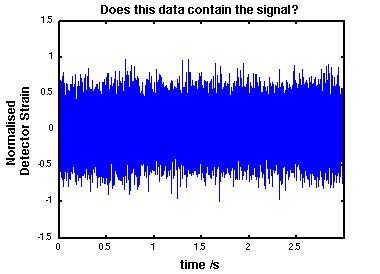 Does this data contain the signal?
1.5
1
0.5
0
-0.5
-1
-1.5
Normalised
Detector Strain
0 0.5 1 1.5 2 2.5
time /s